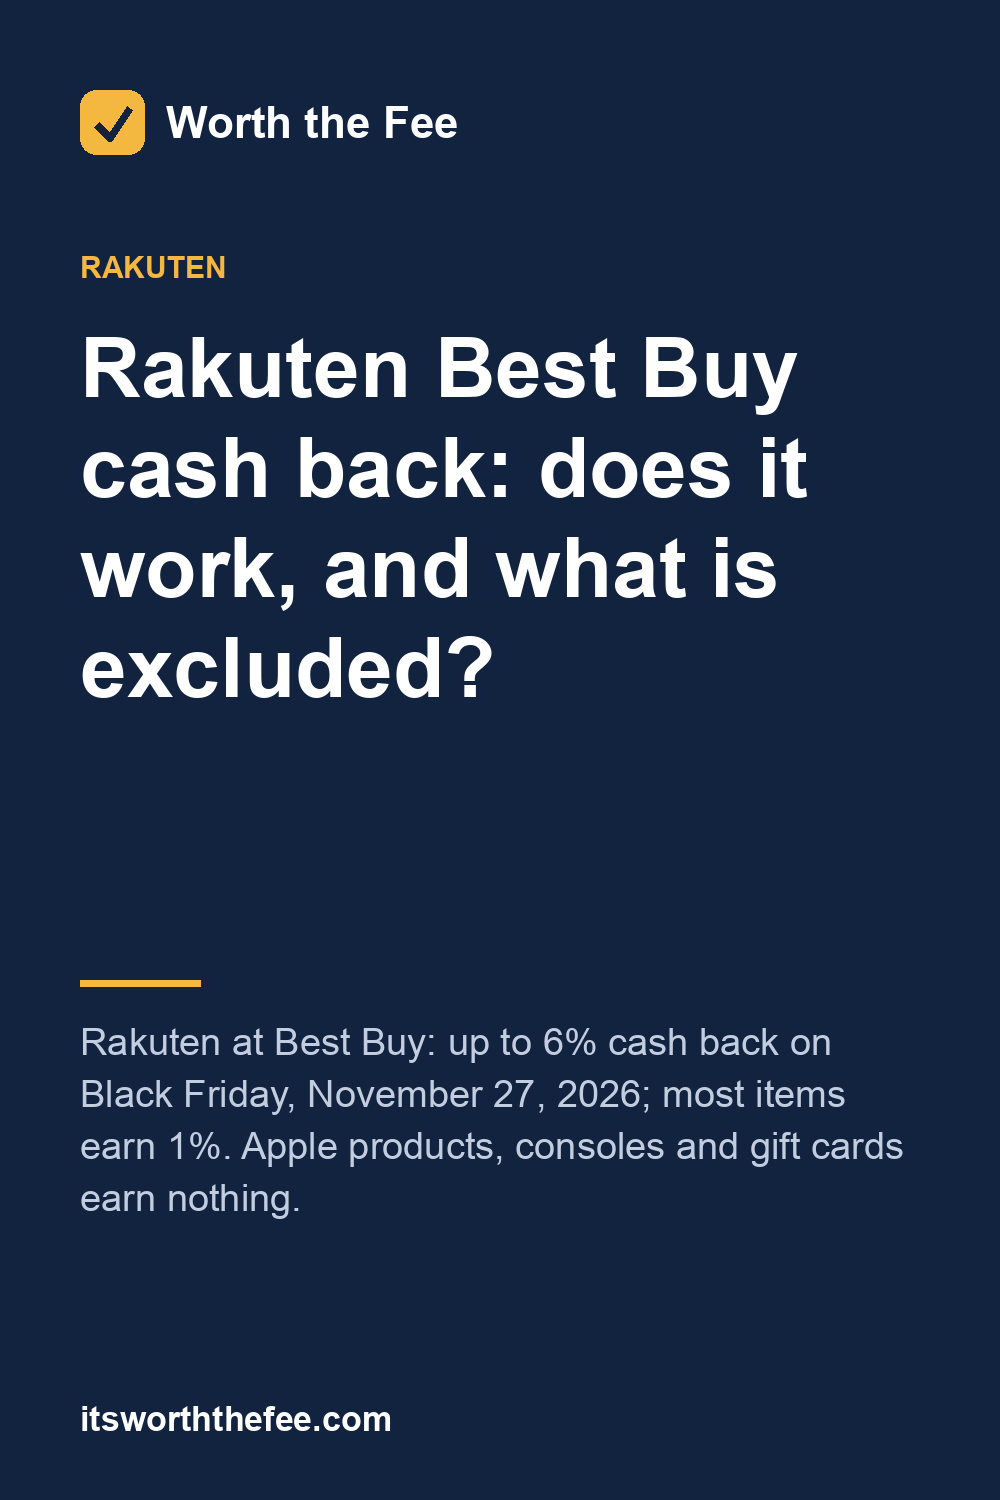 Worth the Fee
RAKUTEN
Rakuten Best Buy
cash back: does it
work, and what is
excluded?
Rakuten at Best Buy: up to 6% cash back on
Black Friday, November 27, 2026; most items
earn 1%. Apple products, consoles and gift cards
earn nothing.
itsworththefee.com